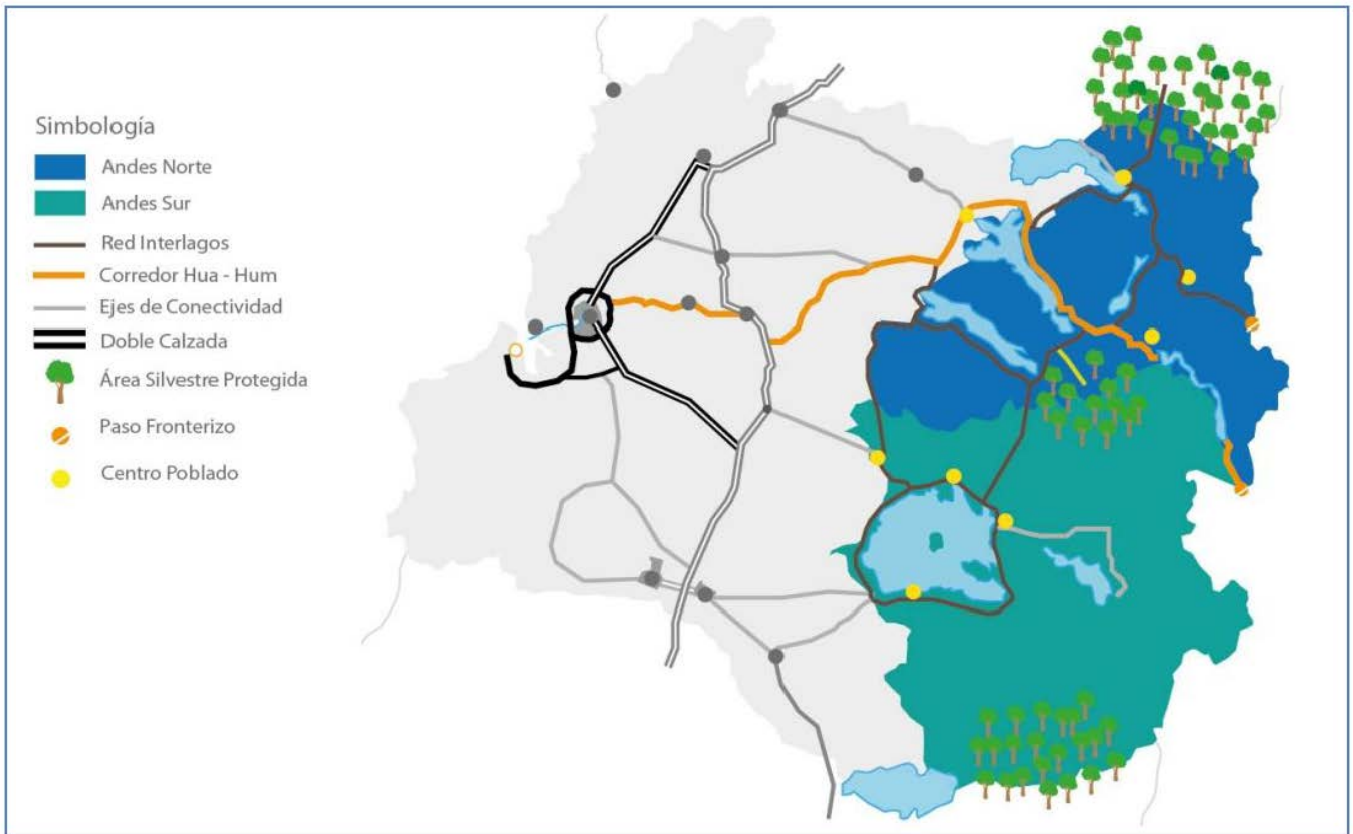 Simbología
Andes Norte
Andes Sur
Red Interlagos
Corredor Hua - Hum
Ejes de Conectividad
Doble Calzada
Área Silvestre Protegida
Paso Fronterizo
Centro Poblado